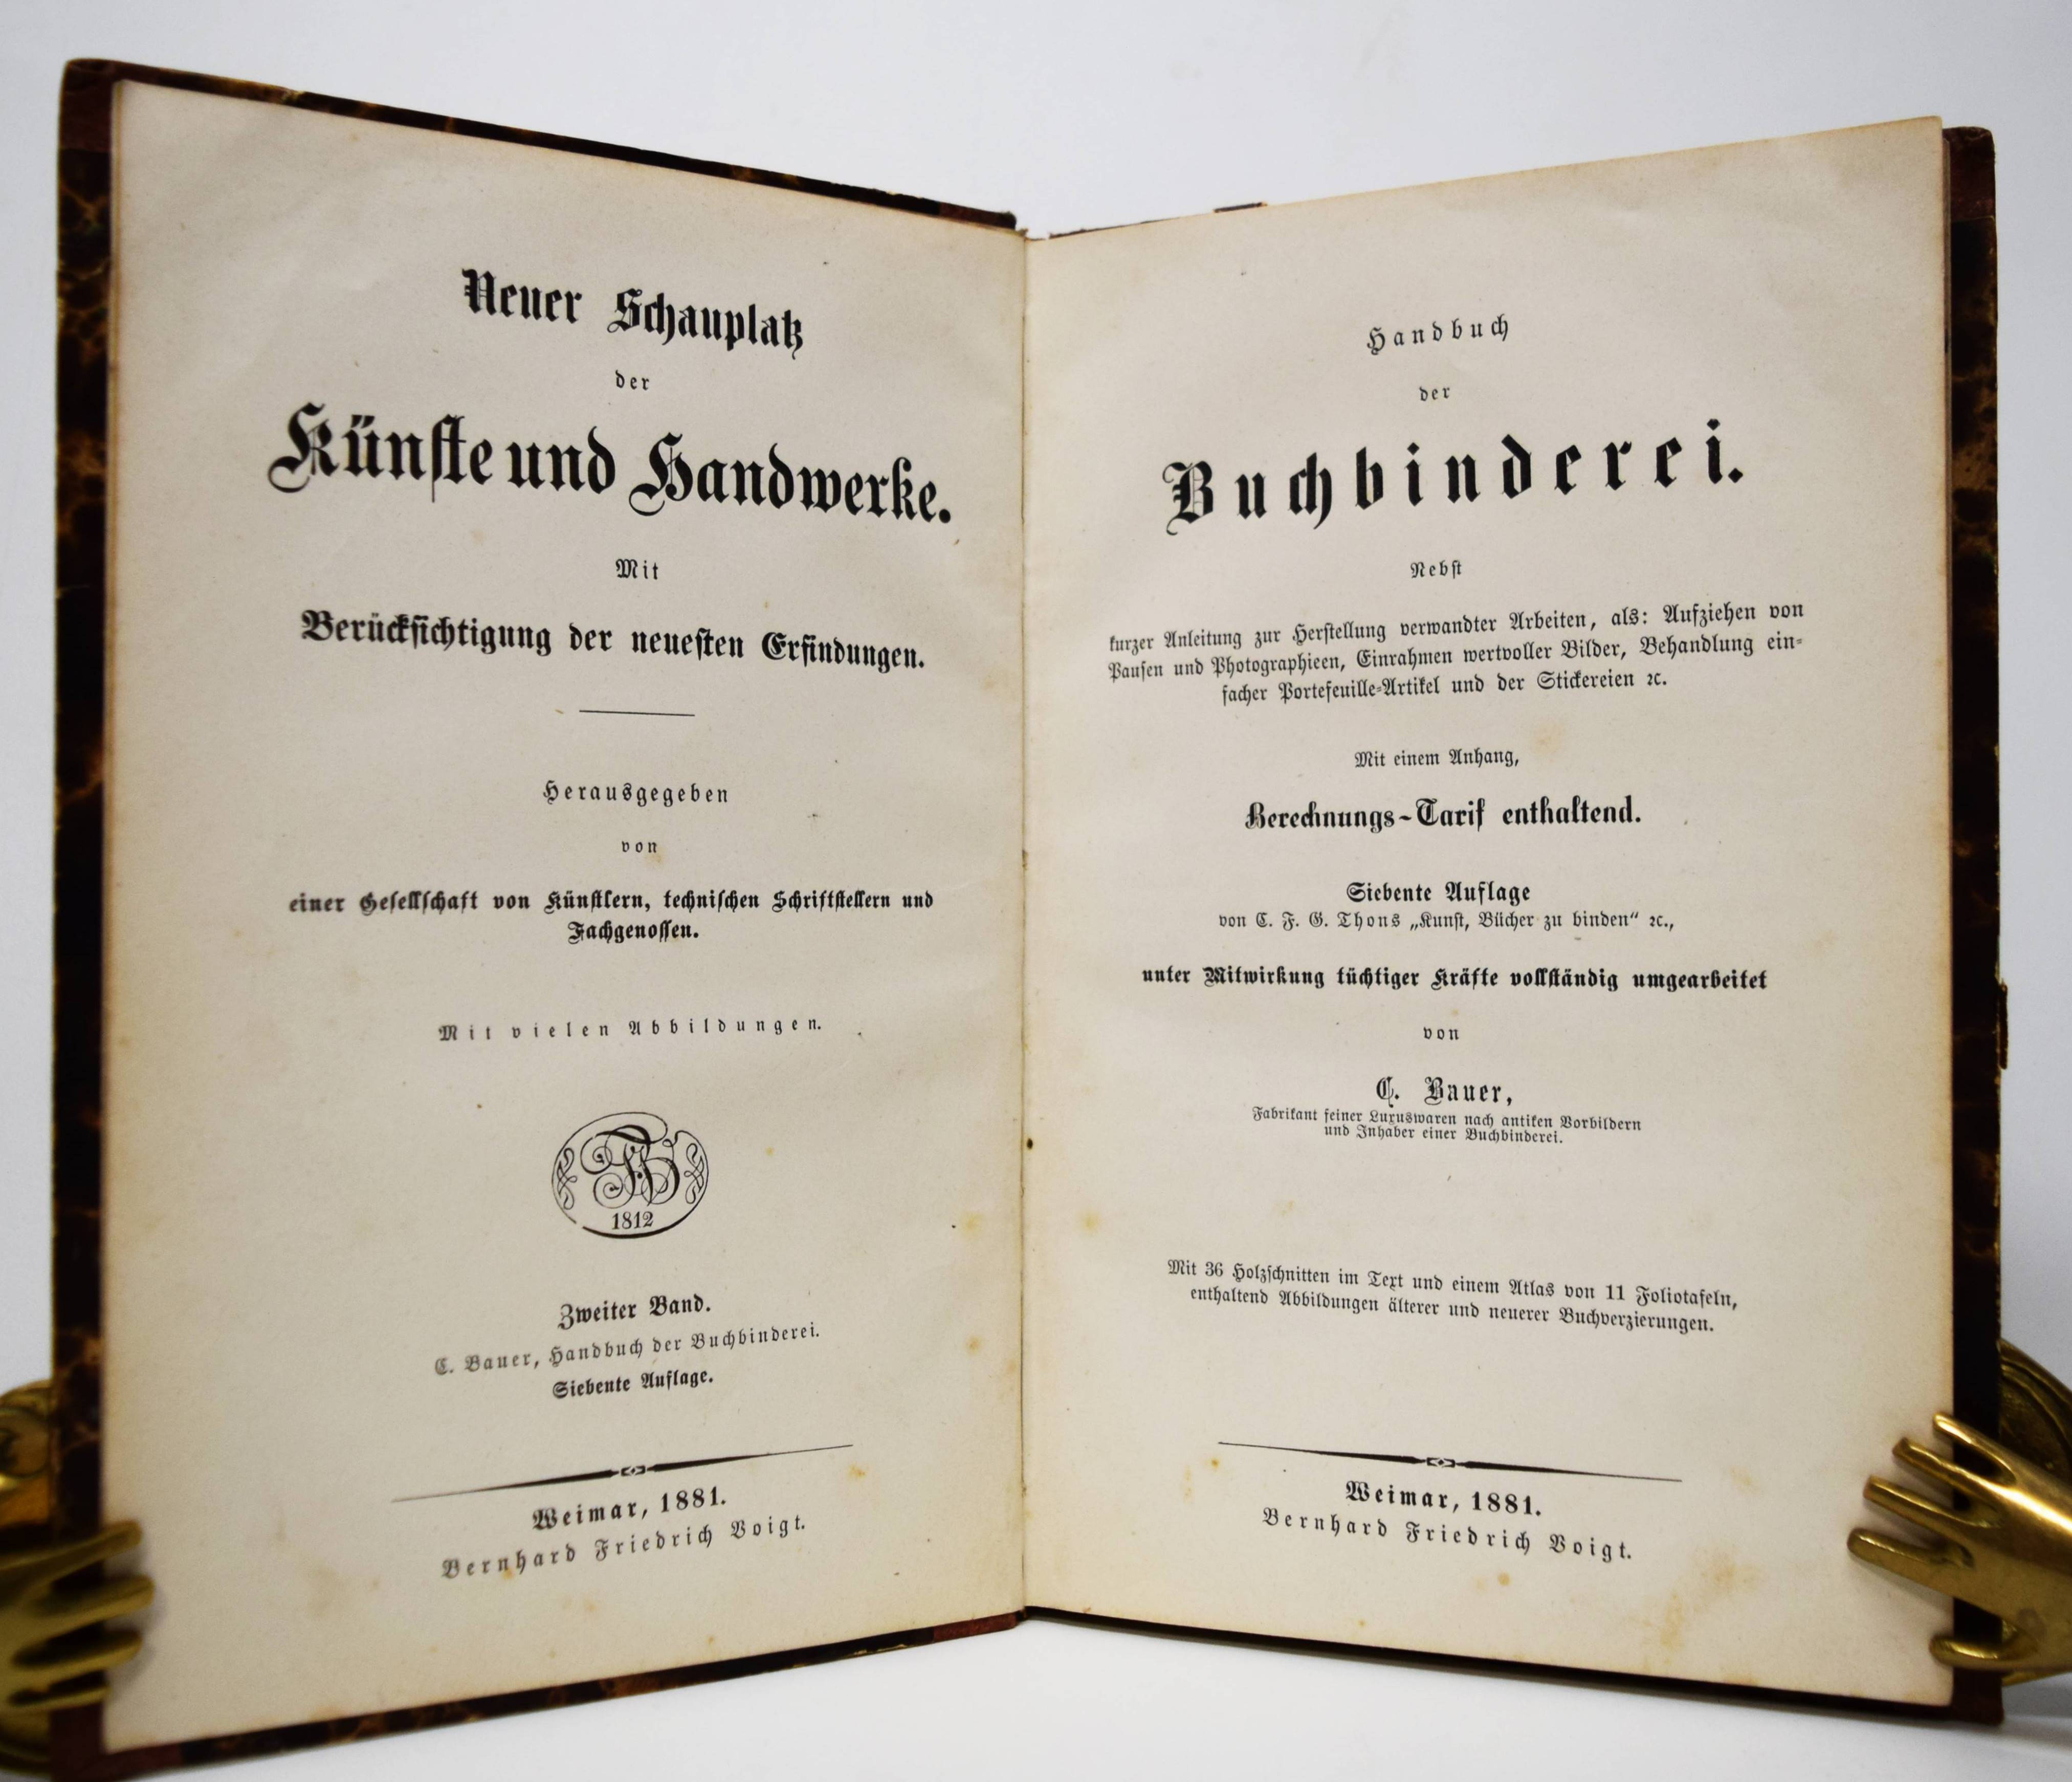 Neuer Schauplatz
der
Künste und Handwerke.
Mit
Berücksichtigung der neuesten Erfindungen.
Herausgegeben
von
einer Gesellschaft von Künstlern, technischen Schriftstellern und
Fachgenossen.
Mit vielen Abbildungen.
1812
Zweiter Band.
C. Bauer, Handbuch der Buchbinderei.
Siebente Auflage.
Weimar, 1881.
Bernhard Friedrich Voigt.
Handbuch
der
Buchbinderei.
Nebst
kurzer Anleitung zur Herstellung verwandter Arbeiten, als: Aufziehen von
Pausen und Photographieen, Einrahmen wertvoller Bilder, Behandlung ein-
facher Portefeuille-Artikel und der Stickereien ꝛc.
Mit einem Anhang,
Berechnungs-Tarif enthaltend.
Siebente Auflage
von C. F. G. Thons „Kunst, Bücher zu binden“ ꝛc.,
unter Mitwirkung tüchtiger Kräfte vollständig umgearbeitet
von
C. Bauer,
Fabrikant feiner Luxuswaren nach antiken Vorbildern
und Inhaber einer Buchbinderei.
Mit 36 Holzschnitten im Text und einem Atlas von 11 Foliotafeln,
enthaltend Abbildungen älterer und neuerer Buchverzierungen.
Weimar, 1881.
Bernhard Friedrich Voigt.